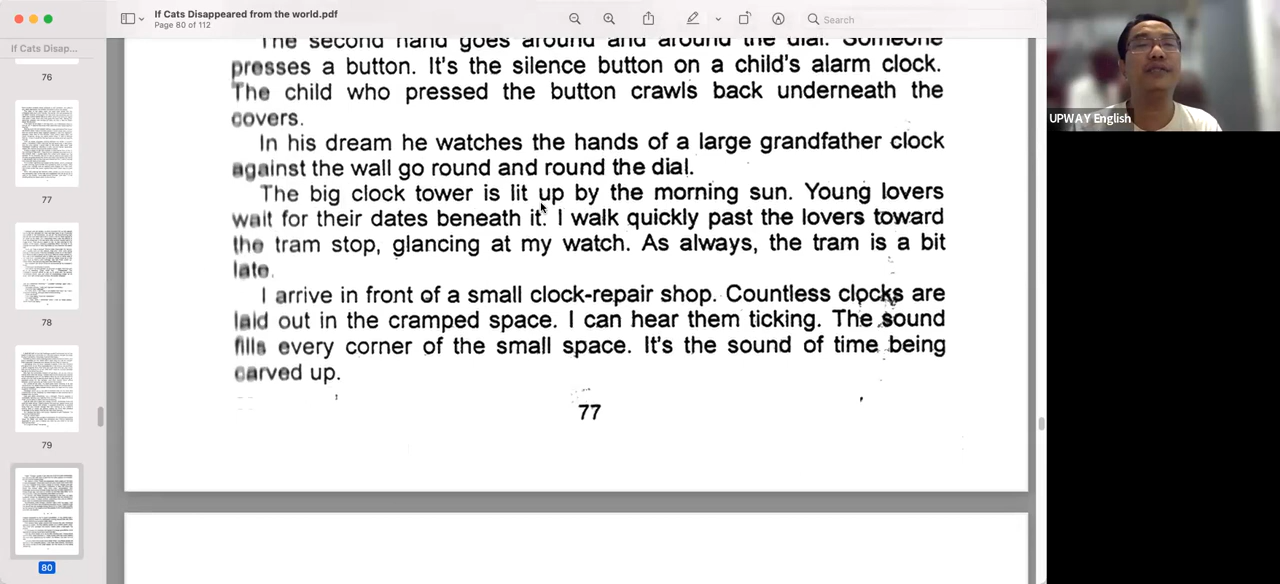 If Cats Disappeared from the world.pdf
Page 80 of 112
Search
If Cats Disap...
76
77
78
79
80
The second hand goes around and around the dial. Someone
presses a button. It's the silence button on a child's alarm clock.
The child who pressed the button crawls back underneath the
covers.
In his dream he watches the hands of a large grandfather clock
against the wall go round and round the dial.
The big clock tower is lit up by the morning sun. Young lovers
wait for their dates beneath it. I walk quickly past the lovers toward
the tram stop, glancing at my watch. As always, the tram is a bit
late.
I arrive in front of a small clock-repair shop. Countless clocks are
laid out in the cramped space. I can hear them ticking. The sound
fills every corner of the small space. It's the sound of time being
carved up.
77
UPWAY English